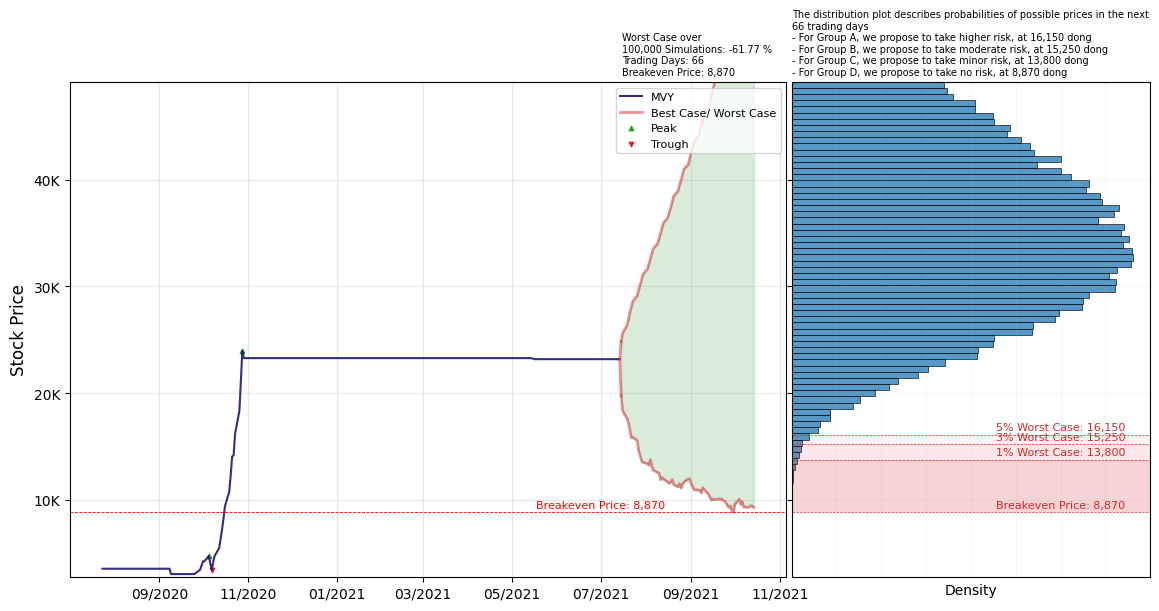 The distribution plot describes probabilities of possible prices in the next
66 trading days
- For Group A, we propose to take higher risk, at 16,150 dong
- For Group B, we propose to take moderate risk, at 15,250 dong
- For Group C, we propose to take minor risk, at 13,800 dong
- For Group D, we propose to take no risk, at 8,870 dong
Worst Case over
100,000 Simulations: -61.77 %
Trading Days: 66
Breakeven Price: 8,870
MVY
Best Case/ Worst Case
Peak
Trough
Stock Price
40K
30K
20K
10K
Breakeven Price: 8,870
5% Worst Case: 16,150
3% Worst Case: 15,250
1% Worst Case: 13,800
Breakeven Price: 8,870
09/2020
11/2020
01/2021
03/2021
05/2021
07/2021
09/2021
11/2021
Density